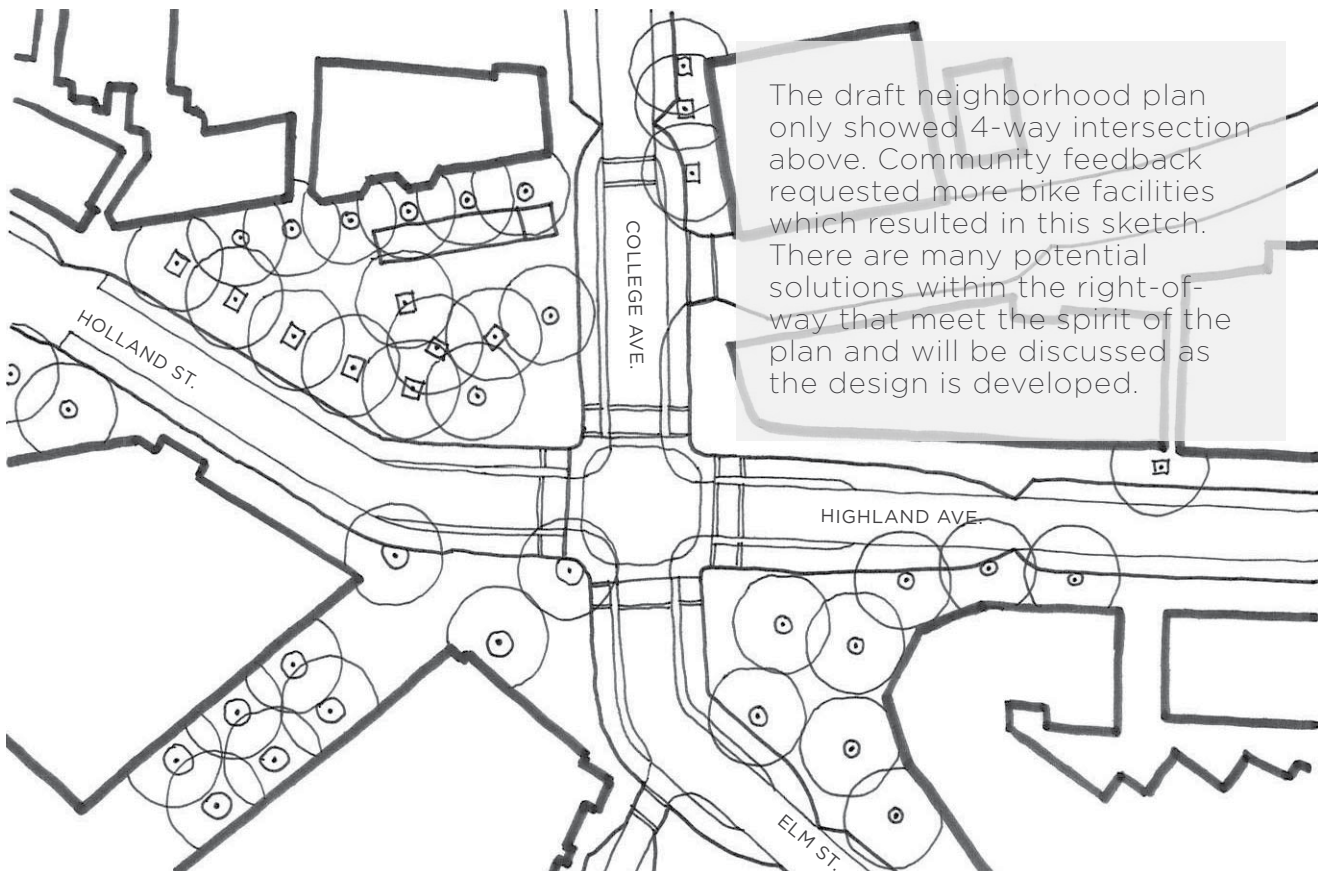 The draft neighborhood plan
only showed 4-way intersection
above. Community feedback
requested more bike facilities
which resulted in this sketch.
There are many potential
solutions within the right-of-
way that meet the spirit of the
plan and will be discussed as
the design is developed.
COLLEGE AVE.
HOLLAND ST.
HIGHLAND AVE.
ELM ST.